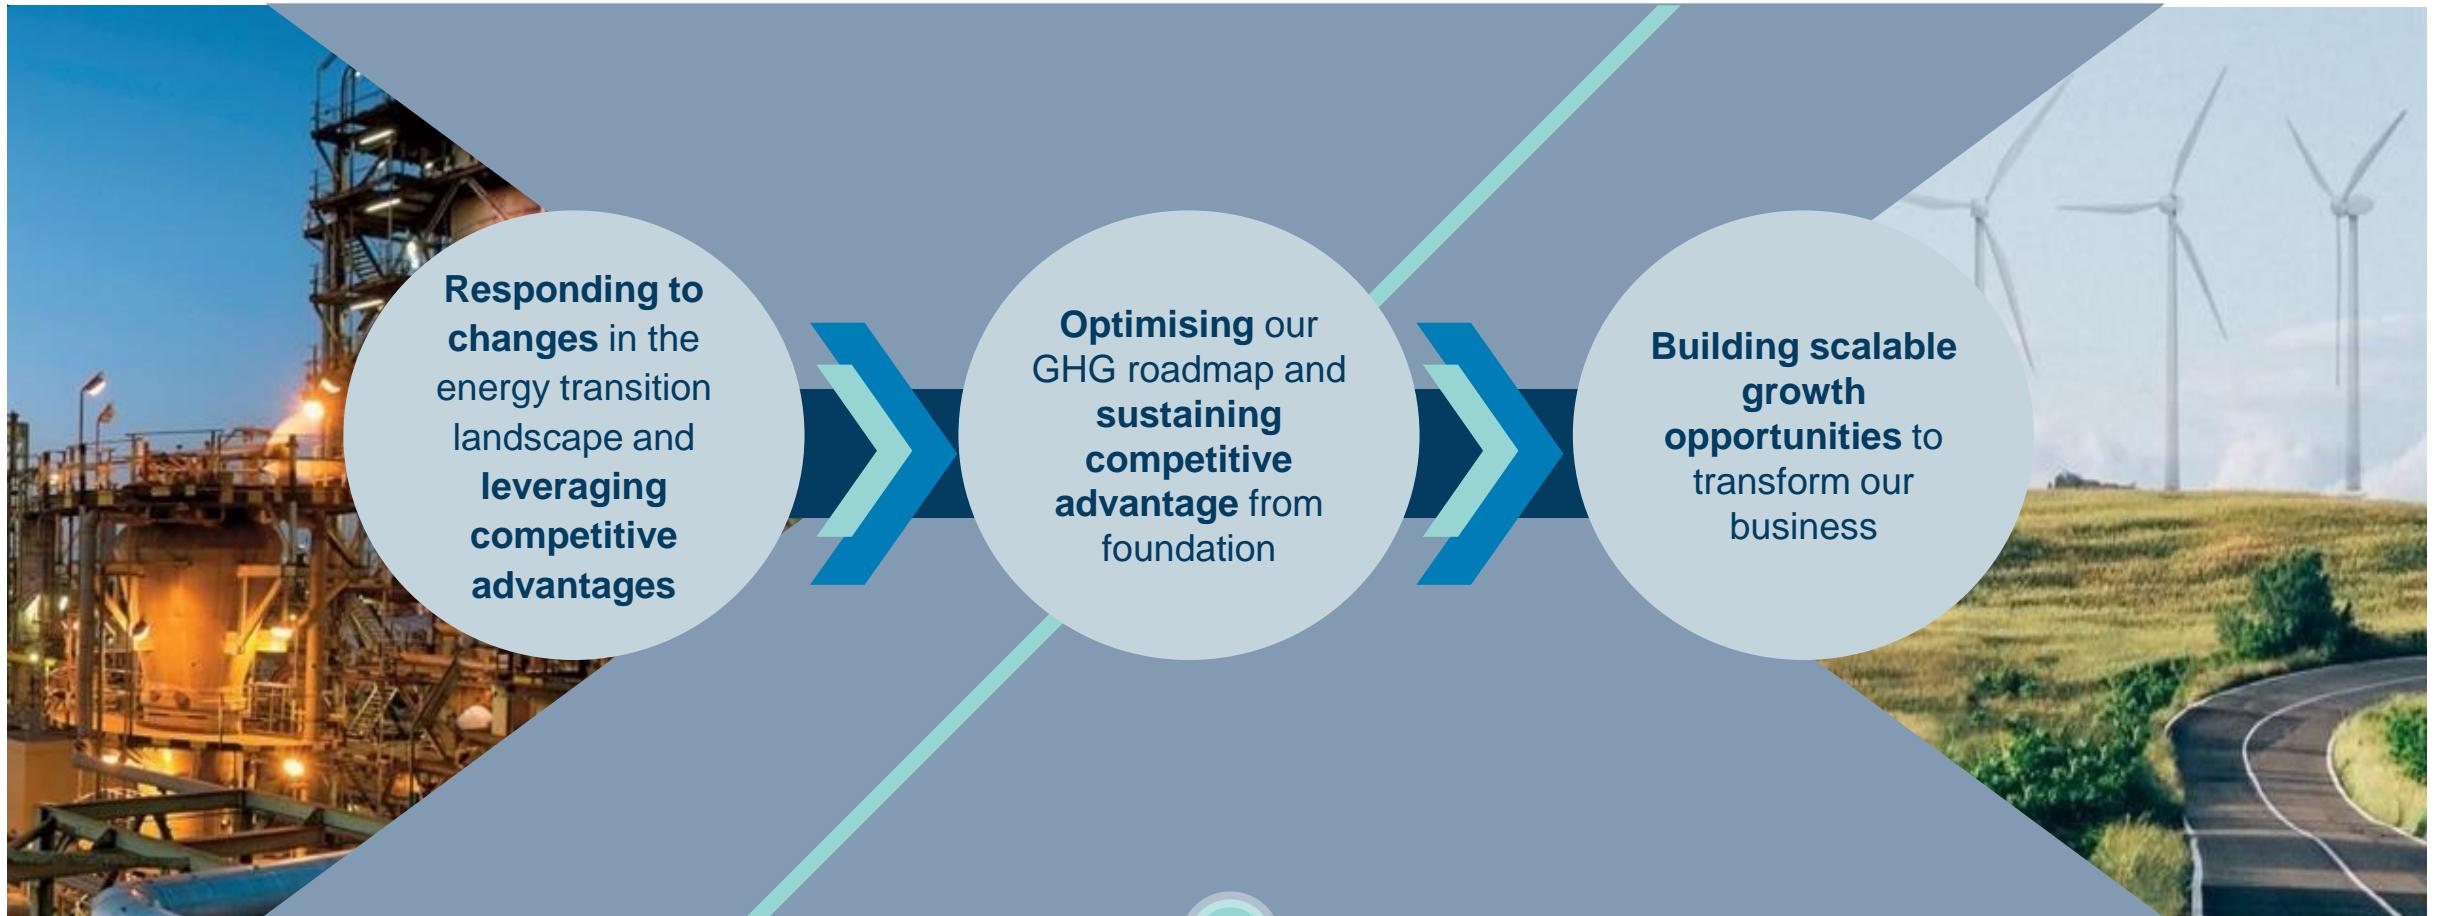 Responding to
changes in the
energy transition
landscape and
leveraging
competitive
advantages
Optimising our
GHG roadmap and
sustaining
competitive
advantage from
foundation
Building scalable
growth
opportunities to
transform our
business